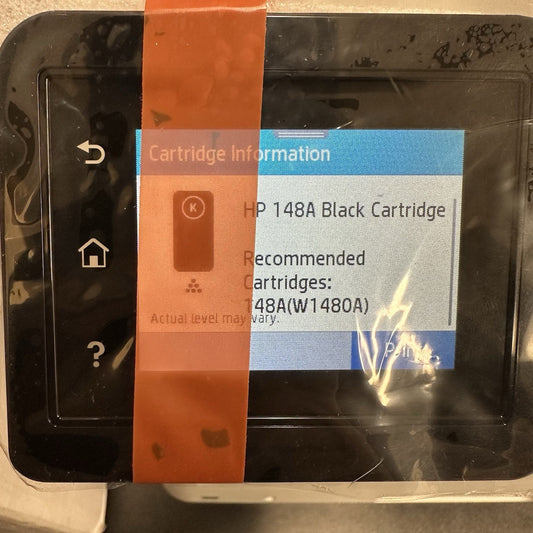 Cartridge Information
K
HP 148A Black Cartridge
Recommended
Cartridges:
148A(W1480A)
Actual level may vary.
?